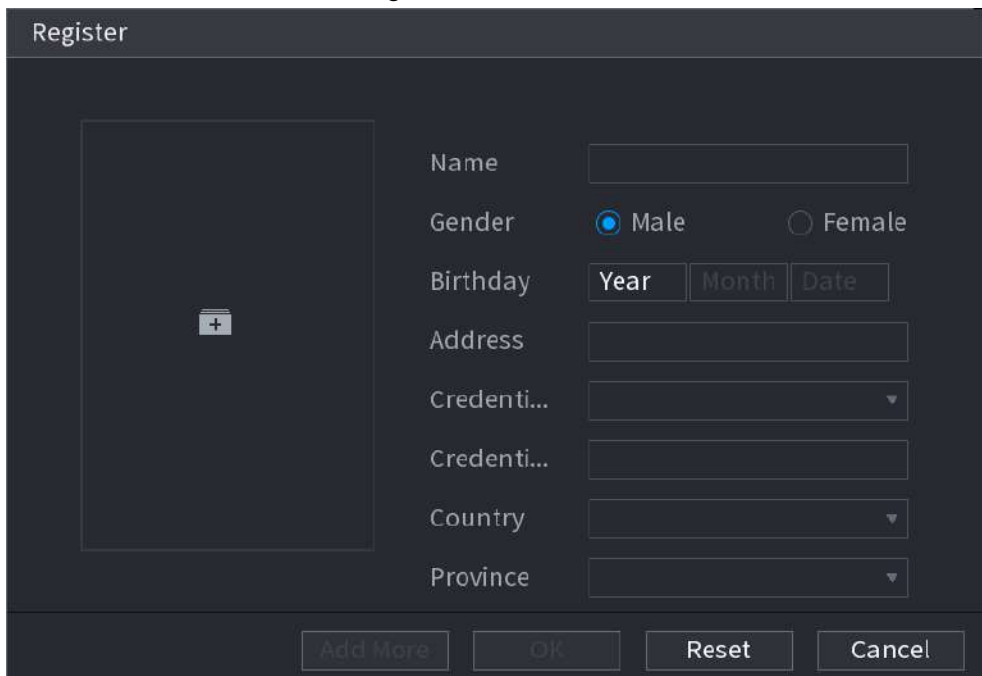 Register
Name
Gender Male Female
Birthday Year Month Date
Address
Credenti...
Credenti...
Country
Province
Add More OK Reset Cancel